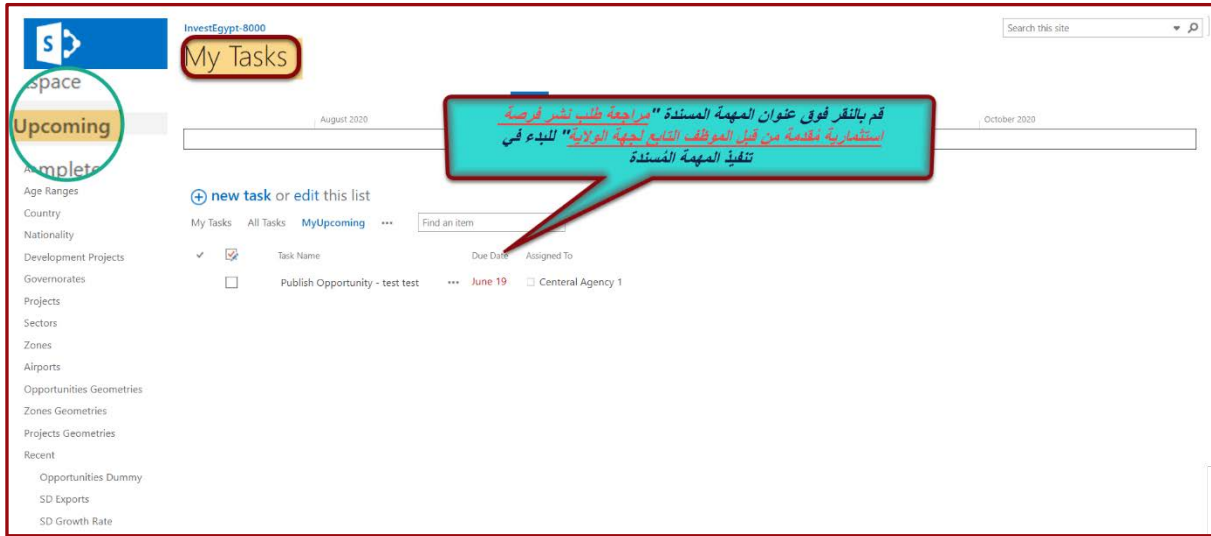 InvestEgypt-8000
Search this site
My Tasks
Upcoming
August 2020
October 2020
قم بالنقر فوق عنوان المهمة المسندة "مراجعة طلب نشر فرصة
استثمارية مُقدمة من قبل الموظف التابع لجهة الولاية" للبدء في
تنفيذ المهمة المُسندة
Age Ranges
Country
Nationality
Development Projects
Governorates
Projects
Sectors
Zones
Airports
Opportunities Geometries
Zones Geometries
Projects Geometries
Recent
Opportunities Dummy
SD Exports
SD Growth Rate
new task or edit this list
My Tasks All Tasks MyUpcoming ••• Find an item
Task Name Due Date Assigned To
Publish Opportunity - test test ••• June 19 Centeral Agency 1